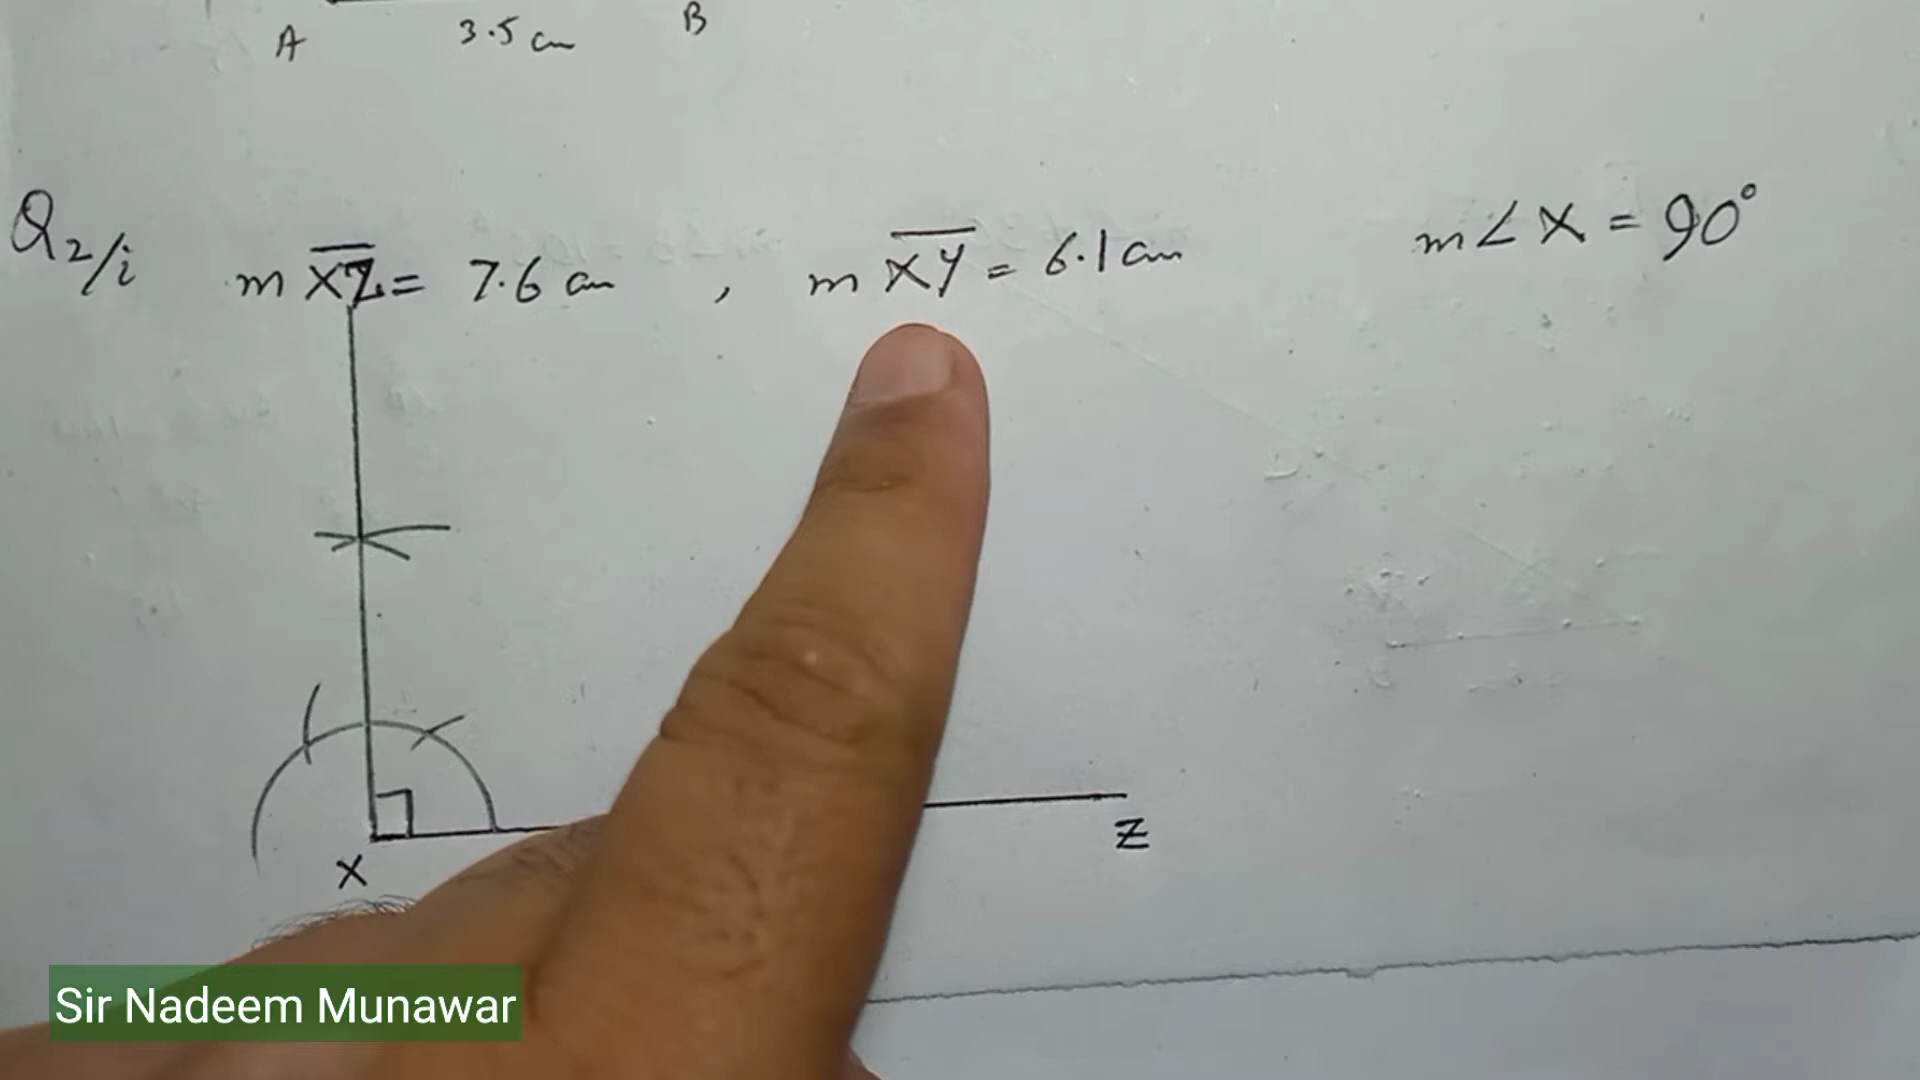 A 3.5 cm B
Q2/i m XZ = 7.6 cm , m XY = 6.1 cm m∠X = 90°
X Z
Sir Nadeem Munawar